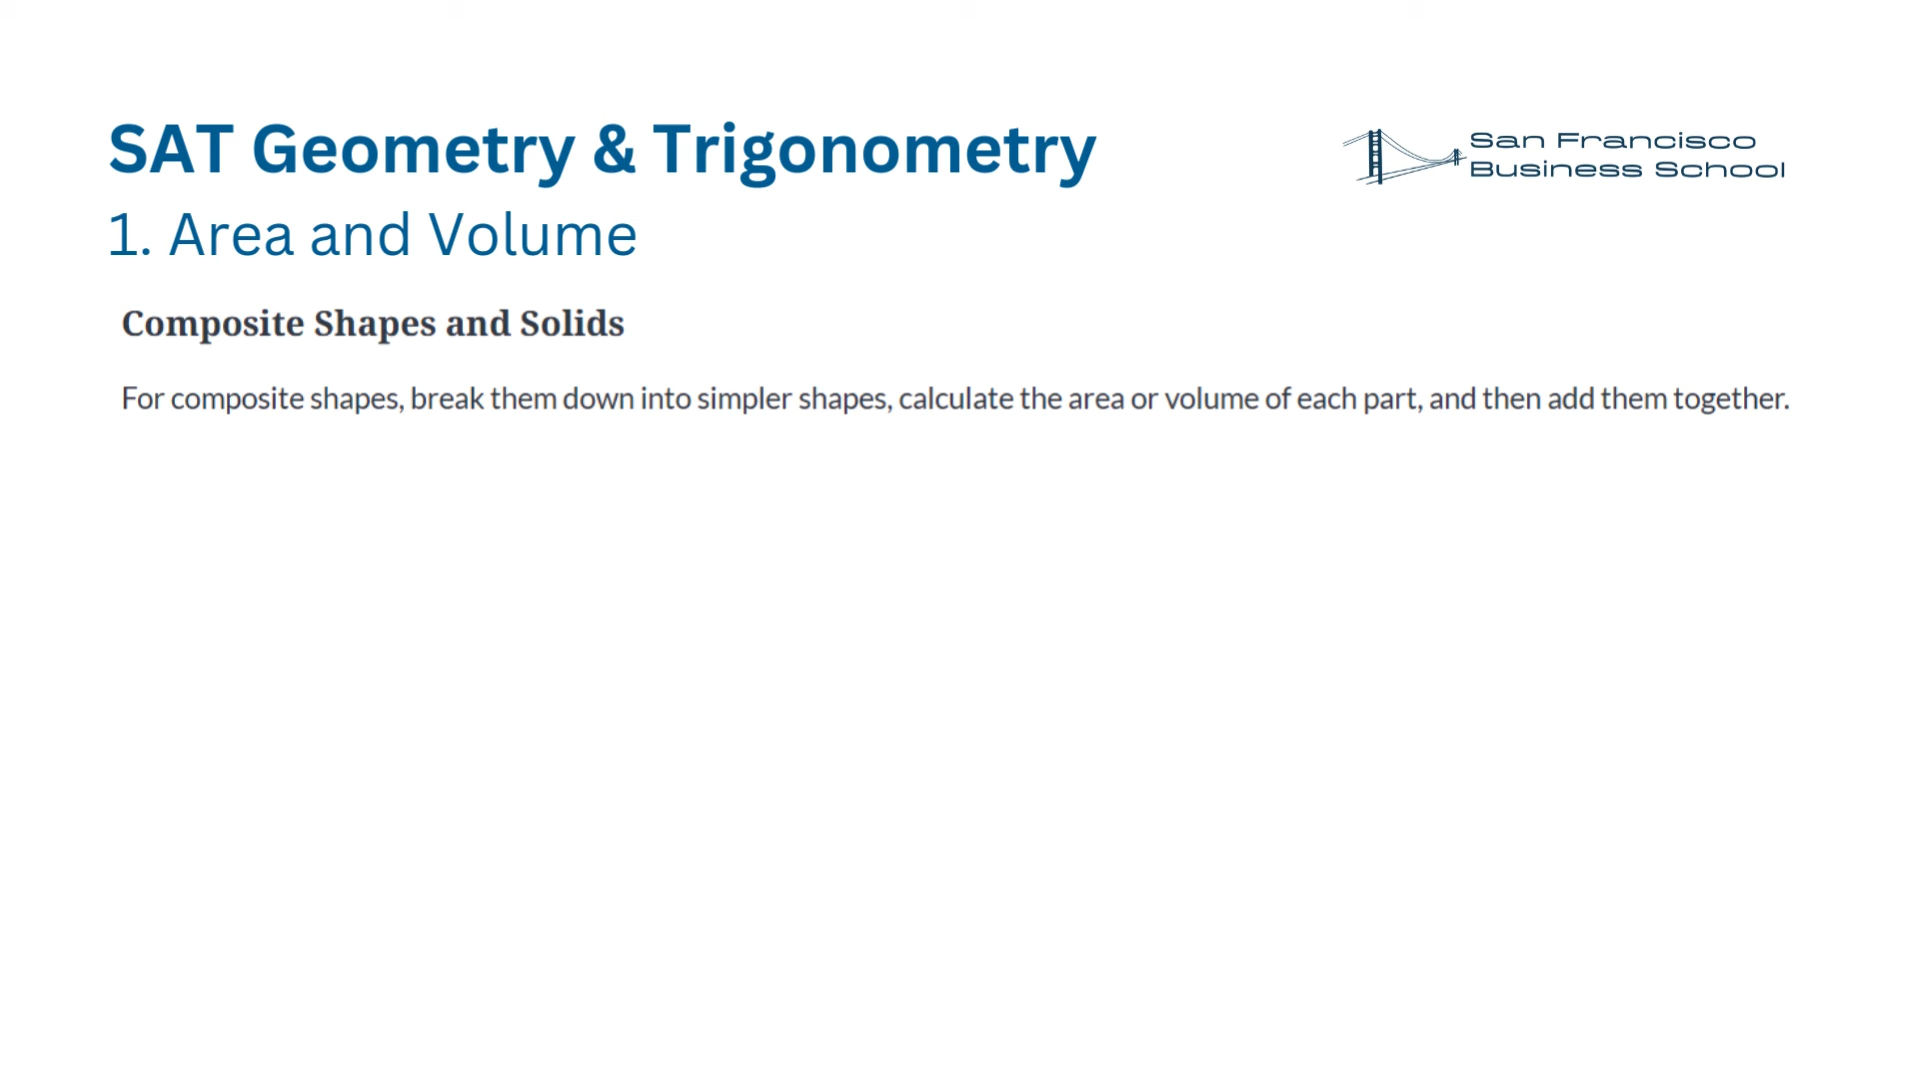 SAT Geometry & Trigonometry
San Francisco
Business School
1. Area and Volume
Composite Shapes and Solids
For composite shapes, break them down into simpler shapes, calculate the area or volume of each part, and then add them together.